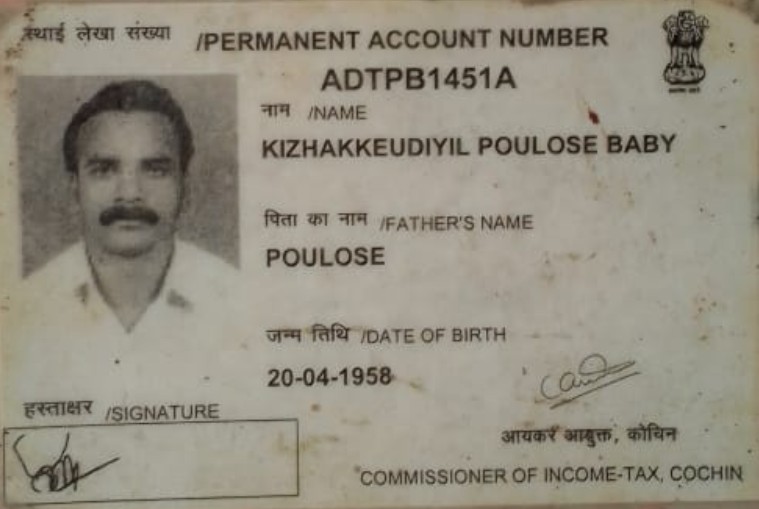 स्थाई लेखा संख्या /PERMANENT ACCOUNT NUMBER
ADTPB1451A
नाम /NAME
KIZHAKKEUDIYIL POULOSE BABY
पिता का नाम /FATHER'S NAME
POULOSE
जन्म तिथि /DATE OF BIRTH
20-04-1958
हस्ताक्षर /SIGNATURE
आयकर आयुक्त, कोचिन
COMMISSIONER OF INCOME-TAX, COCHIN